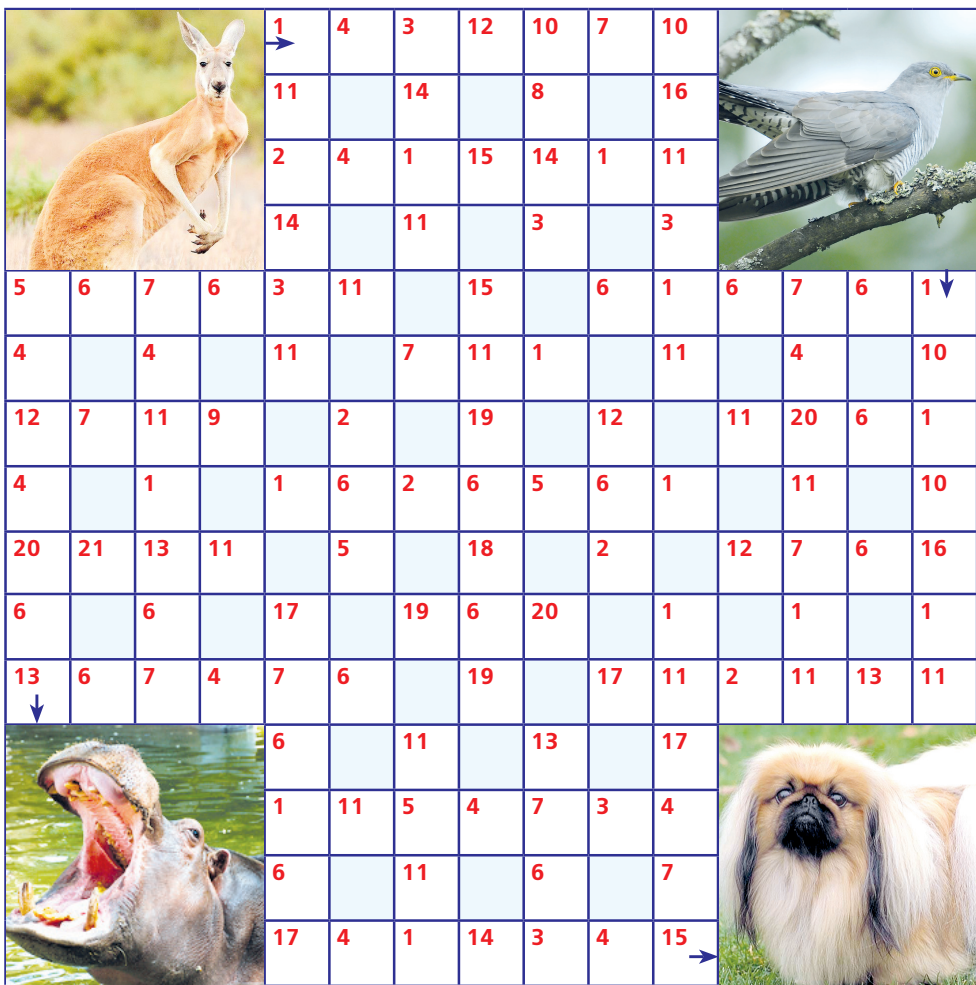 1 4 3 12 10 7 10
11 14 8 16
2 4 1 15 14 1 11
14 11 3 3
5 6 7 6 3 11 15 6 1 6 7 6 1
4 4 11 7 11 1 11 4 10
12 7 11 9 2 19 12 11 20 6 1
4 1 1 6 2 6 5 6 1 11 10
20 21 13 11 5 18 2 12 7 6 16
6 6 17 19 6 20 1 1 1
13 6 7 4 7 6 19 17 11 2 11 13 11
6 11 13 17
1 11 5 4 7 3 4
6 11 6 7
17 4 1 14 3 4 15